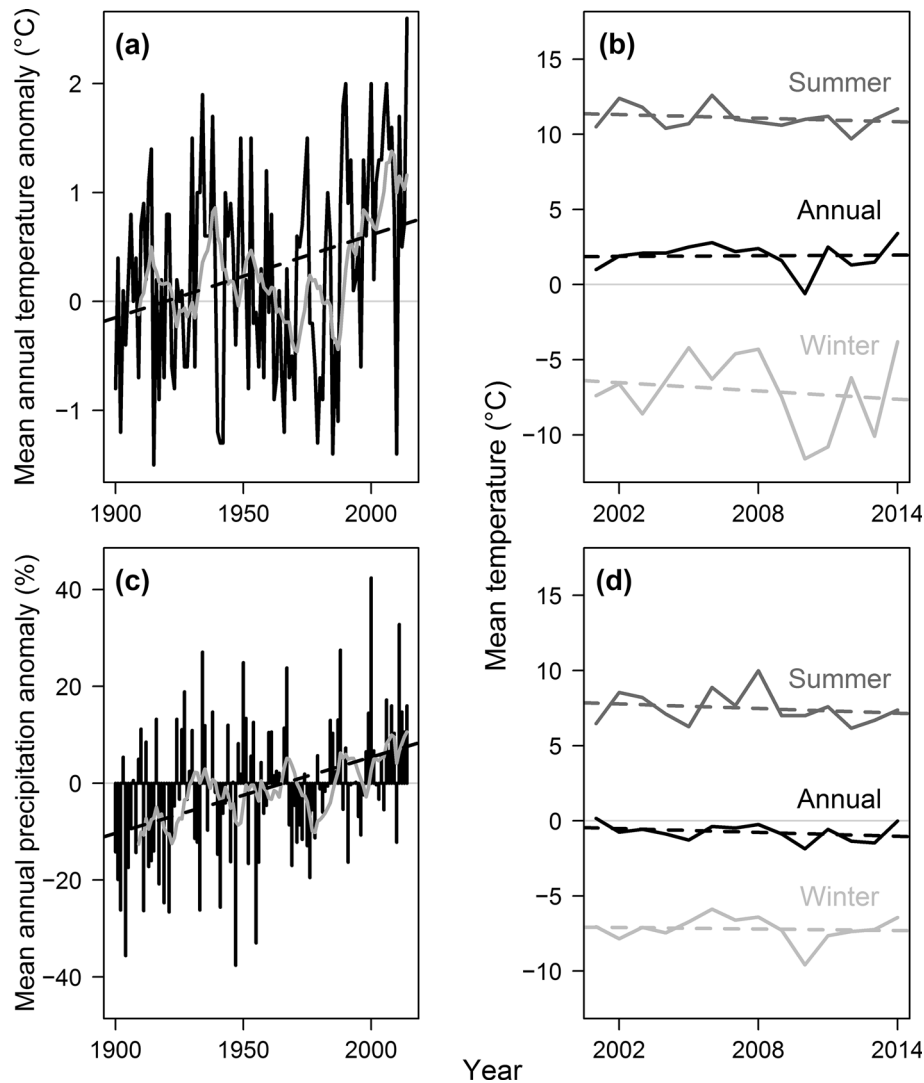 Mean annual temperature anomaly (°C)
(a)
2
1
0
−1
1900
1950
2000
Mean temperature (°C)
(b)
15
10
5
0
−5
−10
Summer
Annual
Winter
2002
2008
2014
Mean annual precipitation anomaly (%)
(c)
40
20
0
−20
−40
1900
1950
2000
(d)
15
10
5
0
−5
−10
Summer
Annual
Winter
2002
2008
2014
Year